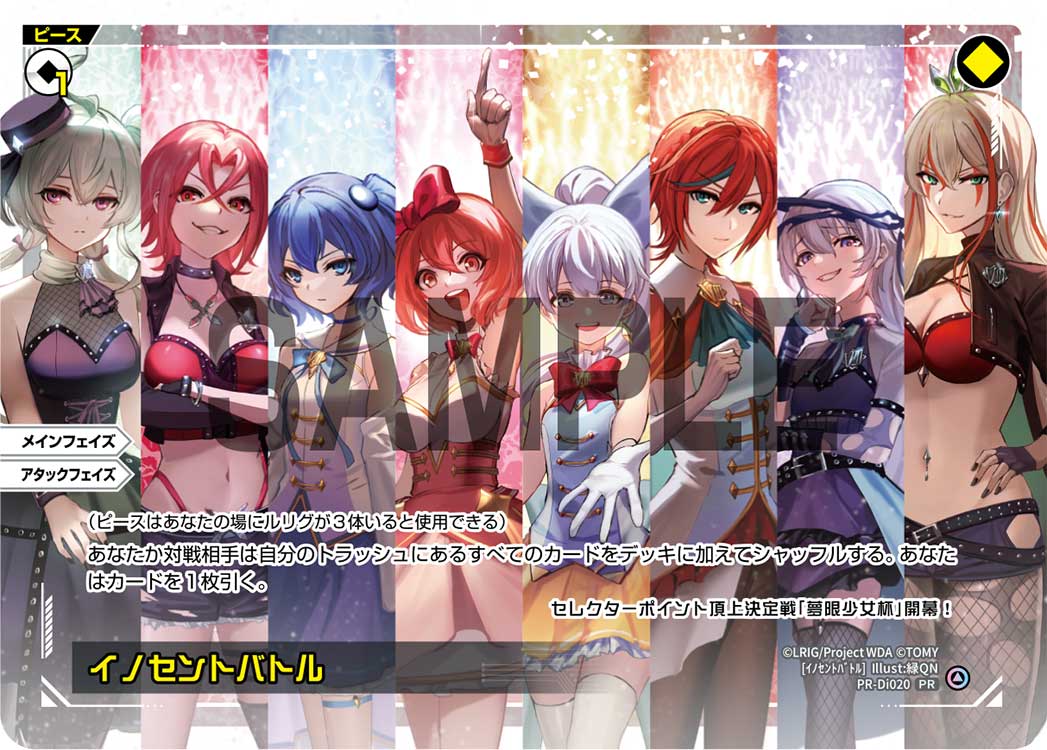 ピース
1
SAMPLE
メインフェイズ
アタックフェイズ
(ピースはあなたの場にルリグが3体いると使用できる)
あなたか対戦相手は自分のトラッシュにあるすべてのカードをデッキに加えてシャッフルする。あなた
はカードを1枚引く。
セレクターポイント頂上決定戦「夢限少女杯」開幕!
イノセントバトル
©LRIG/Project WDA ©TOMY
[イノセントバトル] Illust:緑QN
PR-Di020 PR